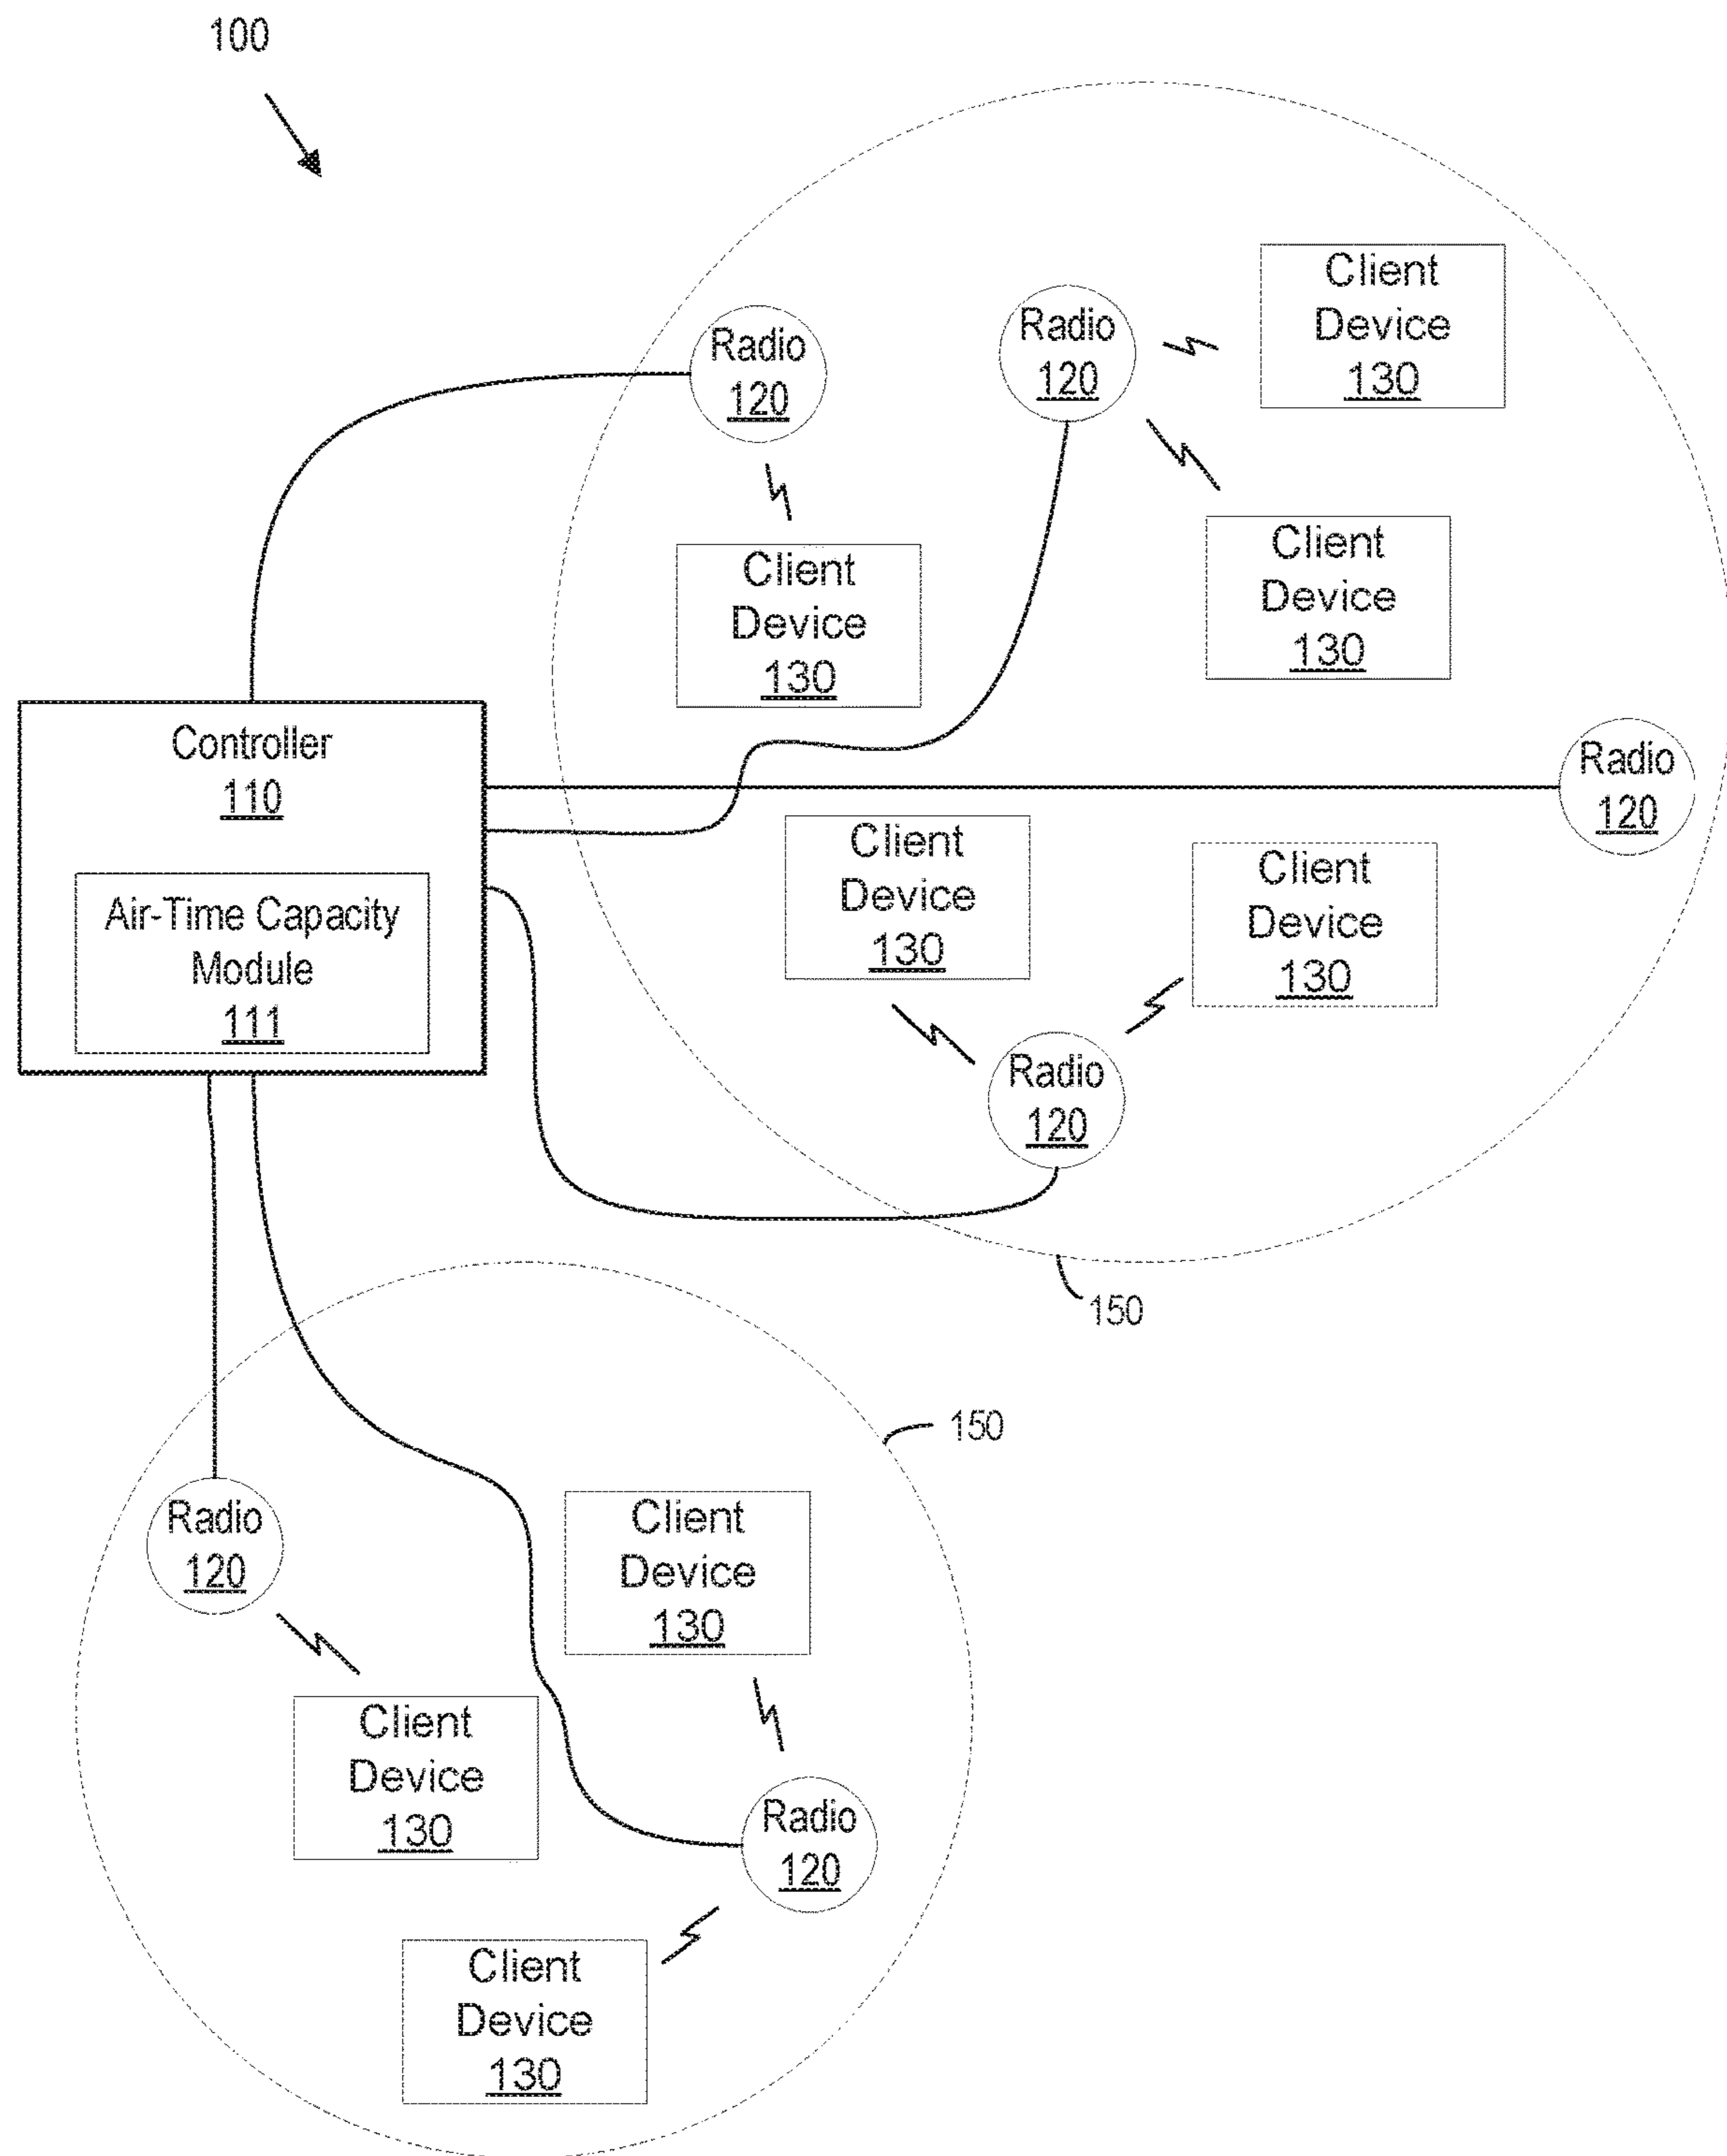 100
Client
Device
130
Radio
120
Radio
120
Client
Device
130
Client
Device
130
Controller
110
Air-Time Capacity
Module
111
Radio
120
Client
Device
130
Client
Device
130
Radio
120
150
150
Radio
120
Client
Device
130
Client
Device
130
Radio
120
Client
Device
130